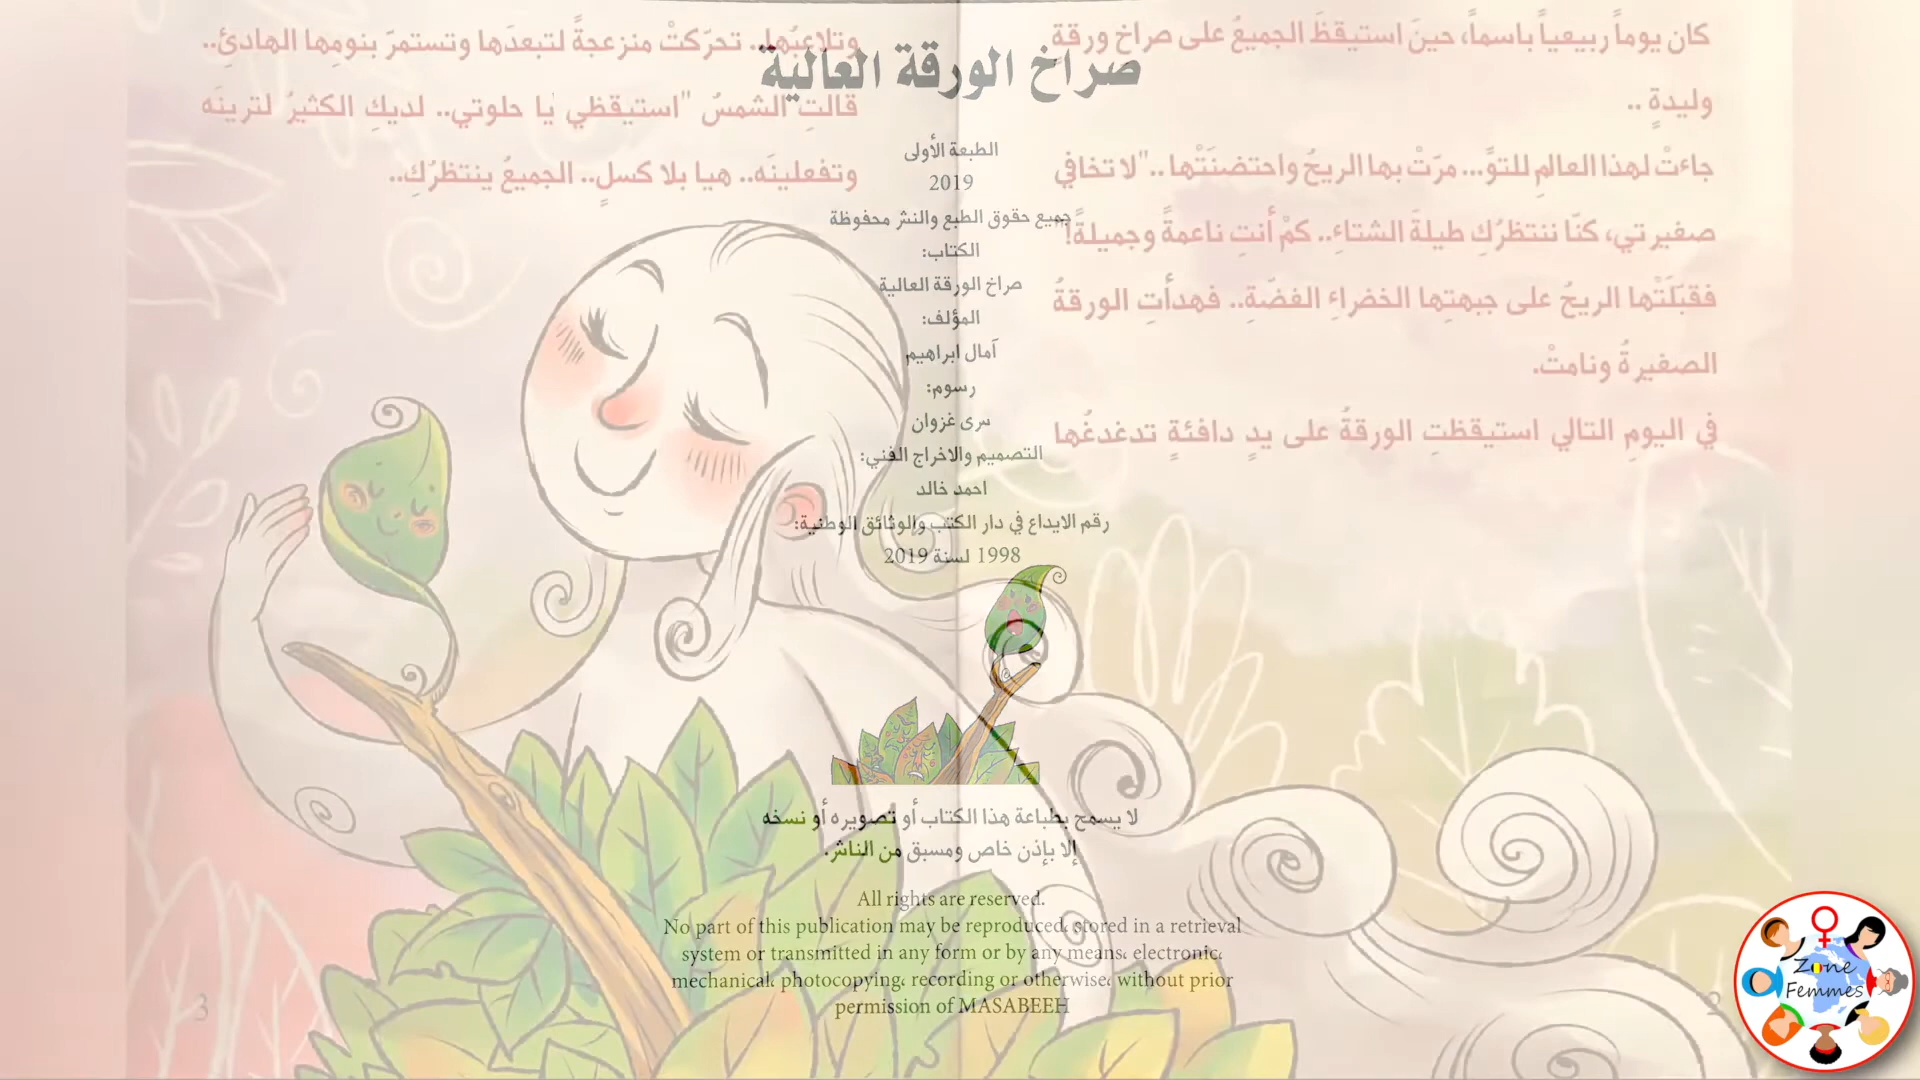 صراخ الورقة العالية
الطبعة الأولى
2019
جميع حقوق الطبع والنشر محفوظة
الكتاب:
صراخ الورقة العالية
المؤلف:
آمال ابراهيم
رسوم:
سرى غزوان
التصميم والاخراج الفني:
احمد خالد
رقم الايداع في دار الكتب والوثائق الوطنية:
1998 لسنة 2019
لا يسمح بطباعة هذا الكتاب أو تصويره أو نسخه
إلا بإذن خاص ومسبق من الناشر.
All rights are reserved.
No part of this publication may be reproduced، stored in a retrieval
system or transmitted in any form or by any means، electronic،
mechanical، photocopying، recording or otherwise، without prior
permission of MASABEEH
كان يوماً ربيعياً باسماً، حينَ استيقظَ الجميعُ على صراخِ ورقةٍ
وليدةٍ ..
جاءتْ لهذا العالمِ للتوِّ... مرّتْ بها الريحُ واحتضنَتْها .."لا تخافي
صغيرتي، كنّا ننتظرُكِ طيلةَ الشتاءِ.. كمْ أنتِ ناعمةٌ وجميلةٌ!
فقبّلَتْها الريحُ على جبهتِها الخضراءِ الغضّةِ.. فهدأتِ الورقةُ
الصغيرةُ ونامتْ.
في اليومِ التالي استيقظتِ الورقةُ على يدٍ دافئةٍ تدغدغُها
وتلاعبُها.. تحرّكتْ منزعجةً لتبعدَها وتستمرّ بنومِها الهادئِ..
قالتِ الشمسُ "استيقظي يا حلوتي.. لديكِ الكثيرُ لترينَه
وتفعلينَه.. هيا بلا كسلٍ.. الجميعُ ينتظرُكِ..
3
Zone
Femmes